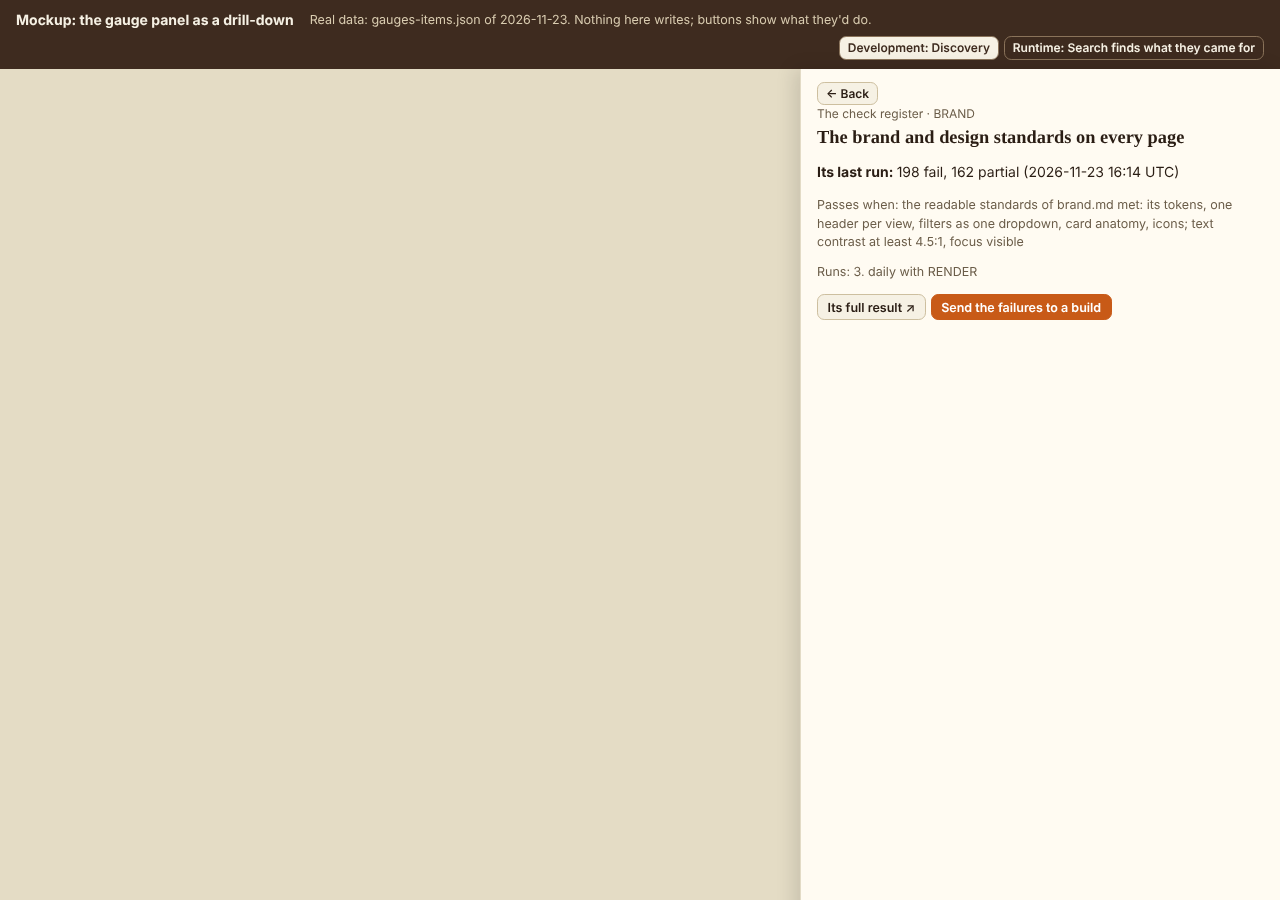 Mockup: the gauge panel as a drill-down
Real data: gauges-items.json of 2026-11-23. Nothing here writes; buttons show what they'd do.
Development: Discovery
Runtime: Search finds what they came for
← Back
The check register · BRAND
The brand and design standards on every page
Its last run: 198 fail, 162 partial (2026-11-23 16:14 UTC)
Passes when: the readable standards of brand.md met: its tokens, one
header per view, filters as one dropdown, card anatomy, icons; text
contrast at least 4.5:1, focus visible
Runs: 3. daily with RENDER
Its full result ↗
Send the failures to a build